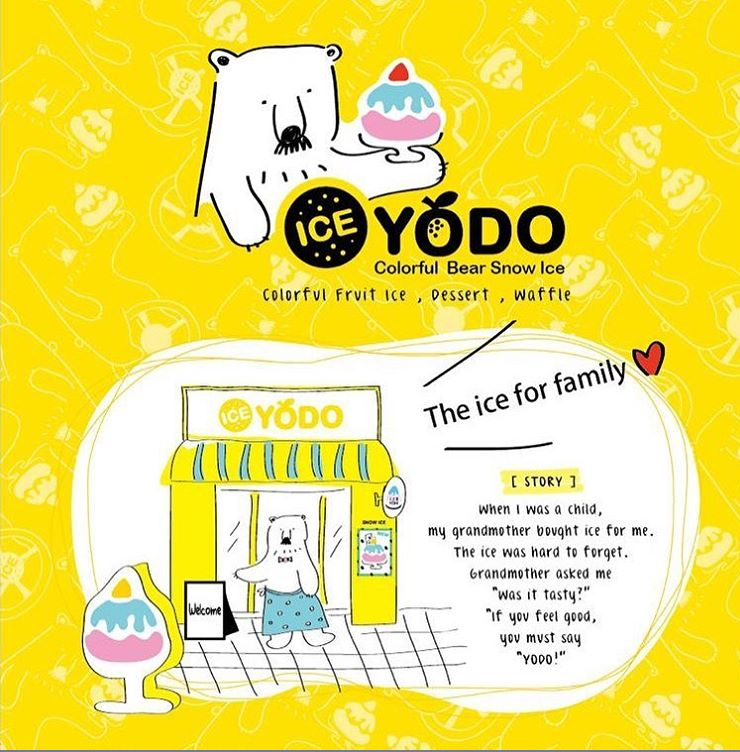 ICE YODO
Colorful Bear Snow Ice
Colorful Fruit Ice , Dessert , Waffle
The ice for family
ICE YODO
SNOW ICE
Welcome
[ STORY ]
When I was a child,
my grandmother bought ice for me.
The ice was hard to forget.
Grandmother asked me
"Was it tasty?"
"If you feel good,
you must say
"YODO!"